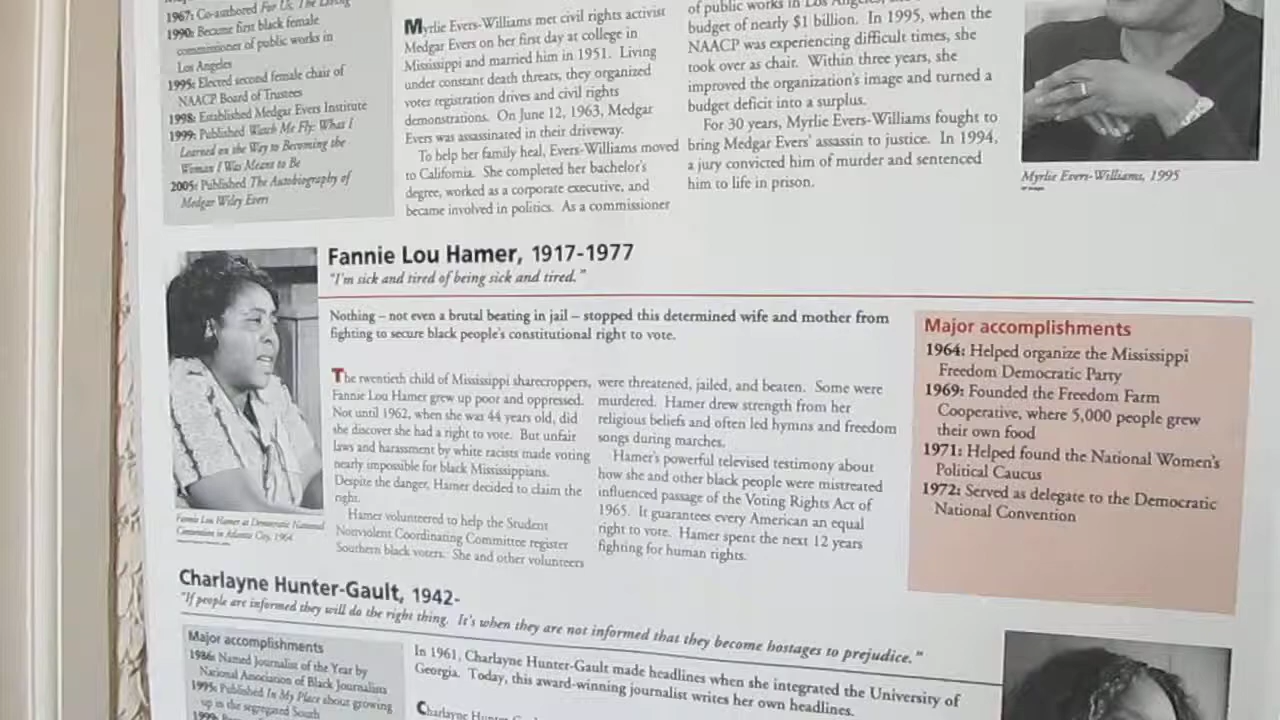 1967: Co-authored For Us, The Living
1990: Became first black female
commissioner of public works in
Los Angeles
1995: Elected second female chair of
NAACP Board of Trustees
1998: Established Medgar Evers Institute
1999: Published Watch Me Fly: What I
Learned on the Way to Becoming the
Woman I Was Meant to Be
2005: Published The Autobiography of
Medgar Wiley Evers
Myrlie Evers-Williams met civil rights activist
Medgar Evers on her first day at college in
Mississippi and married him in 1951. Living
under constant death threats, they organized
voter registration drives and civil rights
demonstrations. On June 12, 1963, Medgar
Evers was assassinated in their driveway.
To help her family heal, Evers-Williams moved
to California. She completed her bachelor's
degree, worked as a corporate executive, and
became involved in politics. As a commissioner
of public works in Los Angeles,
budget of nearly $1 billion. In 1995, when the
NAACP was experiencing difficult times, she
took over as chair. Within three years, she
improved the organization's image and turned a
budget deficit into a surplus.
For 30 years, Myrlie Evers-Williams fought to
bring Medgar Evers' assassin to justice. In 1994,
a jury convicted him of murder and sentenced
him to life in prison.
Myrlie Evers-Williams, 1995
Fannie Lou Hamer, 1917-1977
"I'm sick and tired of being sick and tired."
Nothing – not even a brutal beating in jail – stopped this determined wife and mother from
fighting to secure black people's constitutional right to vote.
The twentieth child of Mississippi sharecroppers,
Fannie Lou Hamer grew up poor and oppressed.
Not until 1962, when she was 44 years old, did
she discover she had a right to vote. But unfair
laws and harassment by white racists made voting
nearly impossible for black Mississippians.
Despite the danger, Hamer decided to claim the
right.
Hamer volunteered to help the Student
Nonviolent Coordinating Committee register
Southern black voters. She and other volunteers
were threatened, jailed, and beaten. Some were
murdered. Hamer drew strength from her
religious beliefs and often led hymns and freedom
songs during marches.
Hamer's powerful televised testimony about
how she and other black people were mistreated
influenced passage of the Voting Rights Act of
1965. It guarantees every American an equal
right to vote. Hamer spent the next 12 years
fighting for human rights.
Major accomplishments
1964: Helped organize the Mississippi
Freedom Democratic Party
1969: Founded the Freedom Farm
Cooperative, where 5,000 people grew
their own food
1971: Helped found the National Women's
Political Caucus
1972: Served as delegate to the Democratic
National Convention
Fannie Lou Hamer at Democratic National
Convention in Atlantic City, 1964
Charlayne Hunter-Gault, 1942-
"If people are informed they will do the right thing. It's when they are not informed that they become hostages to prejudice."
Major accomplishments
1986: Named Journalist of the Year by
National Association of Black Journalists
Published In My Place about growing
up in the segregated South
In 1961, Charlayne Hunter-Gault made headlines when she integrated the University of
Georgia. Today, this award-winning journalist writes her own headlines.
Charlayne